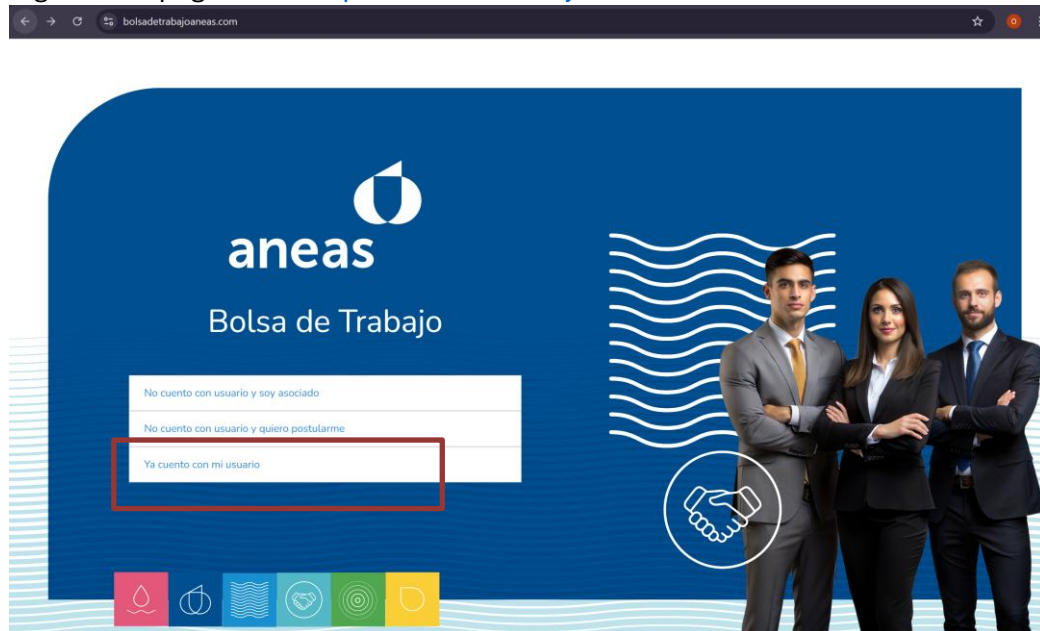 bolsadetrabajoaneas.com
aneas
Bolsa de Trabajo
No cuento con usuario y soy asociado
No cuento con usuario y quiero postularme
Ya cuento con mi usuario